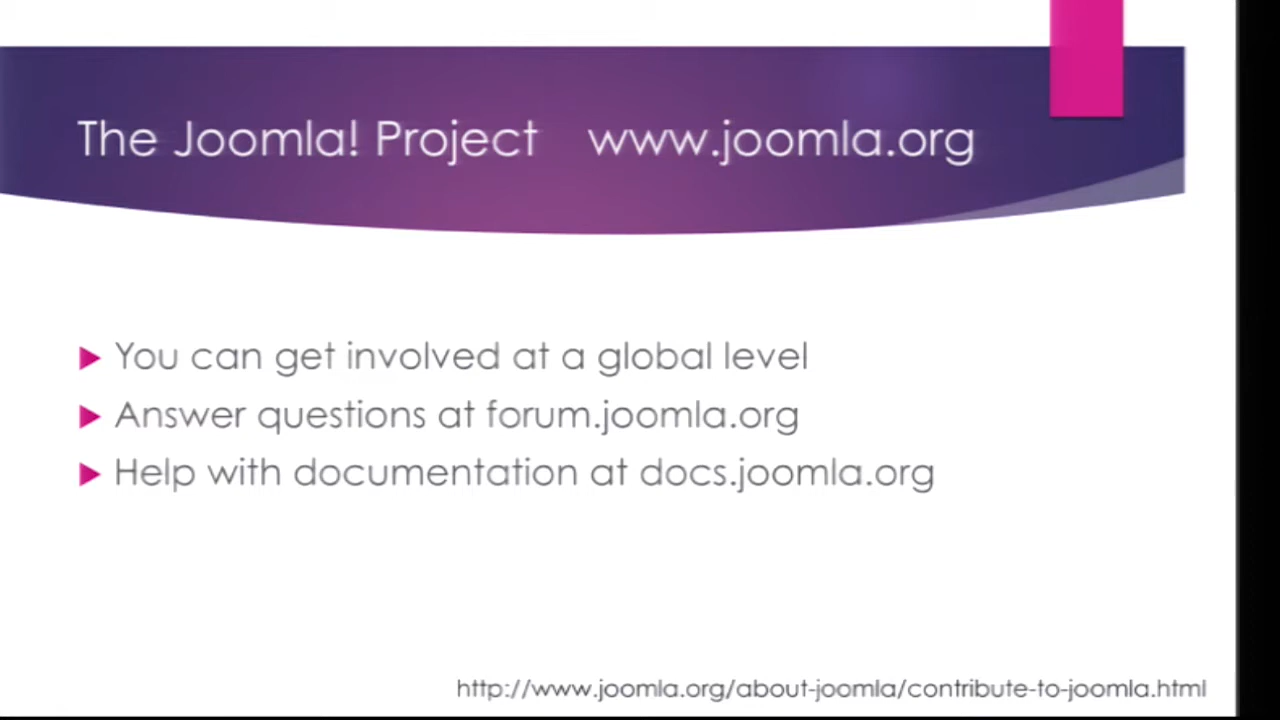 The Joomla! Project www.joomla.org
You can get involved at a global level
Answer questions at forum.joomla.org
Help with documentation at docs.joomla.org
http://www.joomla.org/about-joomla/contribute-to-joomla.html